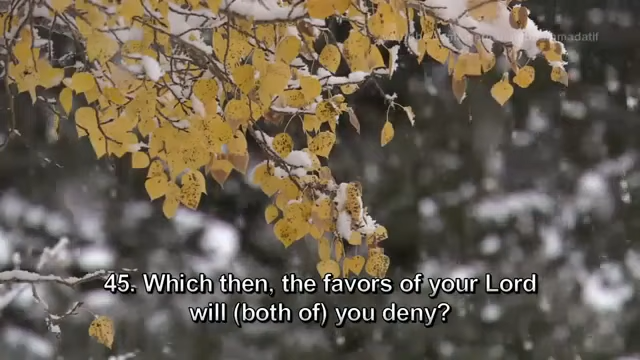 45. Which then, the favors of your Lord
will (both of) you deny?